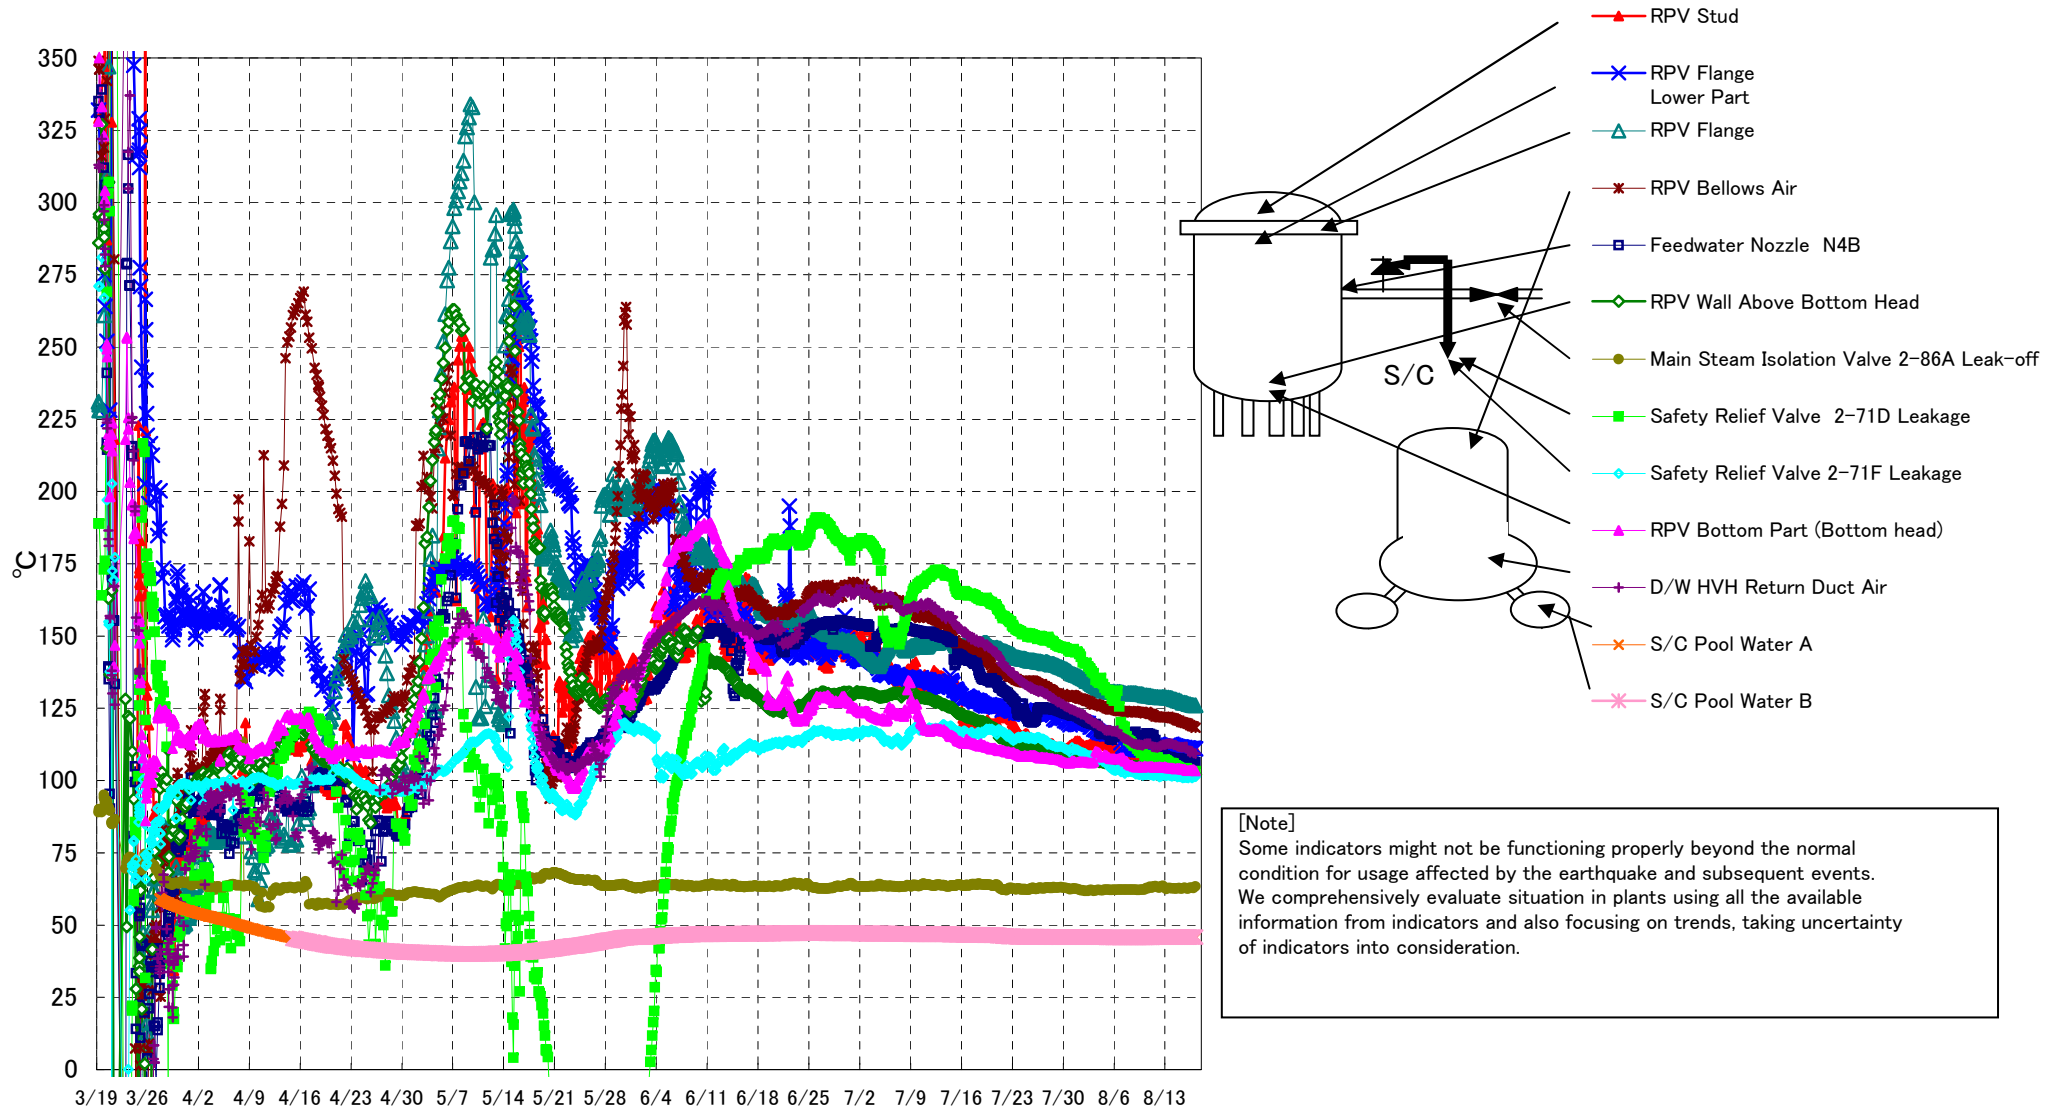 350
325
300
275
250
225
200
175
150
125
100
75
50
25
0
℃
3/19 3/26 4/2 4/9 4/16 4/23 4/30 5/7 5/14 5/21 5/28 6/4 6/11 6/18 6/25 7/2 7/9 7/16 7/23 7/30 8/6 8/13
RPV Stud
RPV Flange
Lower Part
RPV Flange
RPV Bellows Air
Feedwater Nozzle N4B
RPV Wall Above Bottom Head
Main Steam Isolation Valve 2-86A Leak-off
Safety Relief Valve 2-71D Leakage
Safety Relief Valve 2-71F Leakage
RPV Bottom Part (Bottom head)
D/W HVH Return Duct Air
S/C Pool Water A
S/C Pool Water B
S/C
[Note]
Some indicators might not be functioning properly beyond the normal
condition for usage affected by the earthquake and subsequent events.
We comprehensively evaluate situation in plants using all the available
information from indicators and also focusing on trends, taking uncertainty
of indicators into consideration.